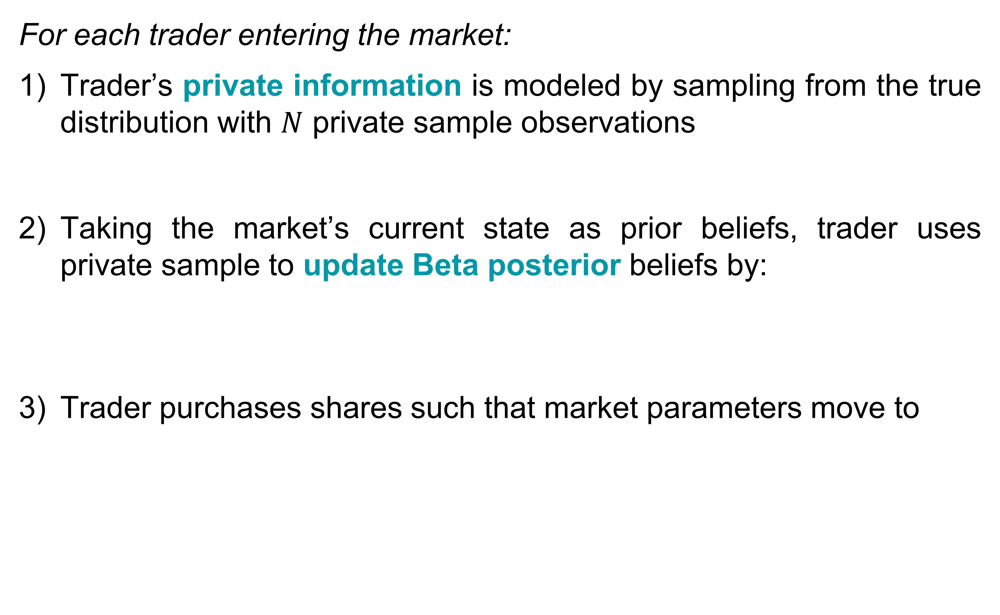 For each trader entering the market:
1) Trader’s private information is modeled by sampling from the true
distribution with N private sample observations
2) Taking the market’s current state as prior beliefs, trader uses
private sample to update Beta posterior beliefs by:
3) Trader purchases shares such that market parameters move to